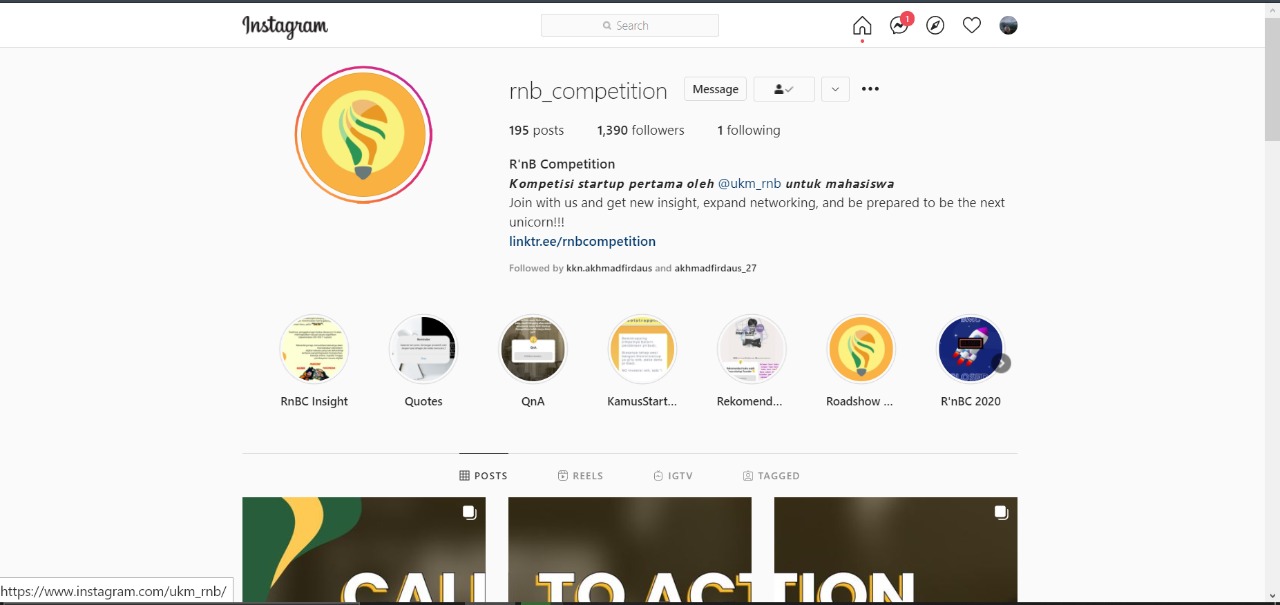 Instagram
Search
1
rnb_competition
Message
195 posts 1,390 followers 1 following
R'nB Competition
Kompetisi startup pertama oleh @ukm_rnb untuk mahasiswa
Join with us and get new insight, expand networking, and be prepared to be the next
unicorn!!!
linktr.ee/rnbcompetition
Followed by kkn.akhmadfirdaus and akhmadfirdaus_27
RnBC Insight Quotes QnA KamusStart... Rekomend... Roadshow ... R'nBC 2020
POSTS REELS IGTV TAGGED
CALL TO ACTION
https://www.instagram.com/ukm_rnb/